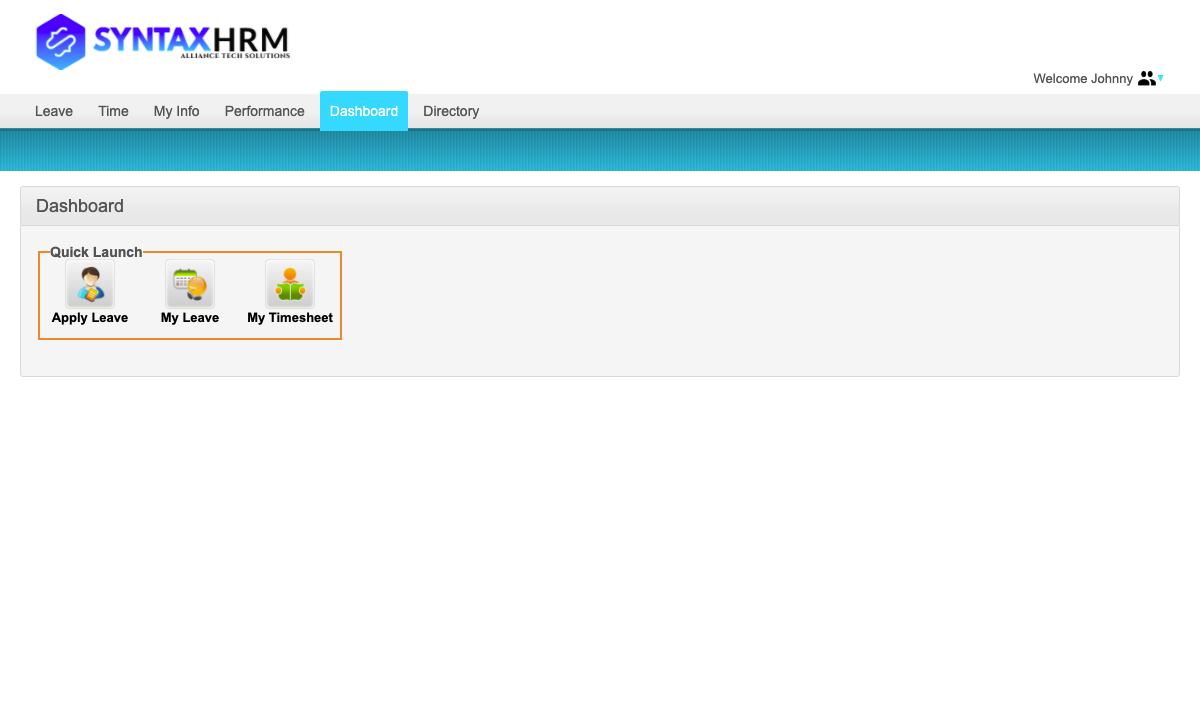 SYNTAXHRM
ALLIANCE TECH SOLUTIONS
Welcome Johnny
Leave Time My Info Performance Dashboard Directory
Dashboard
Quick Launch
Apply Leave My Leave My Timesheet